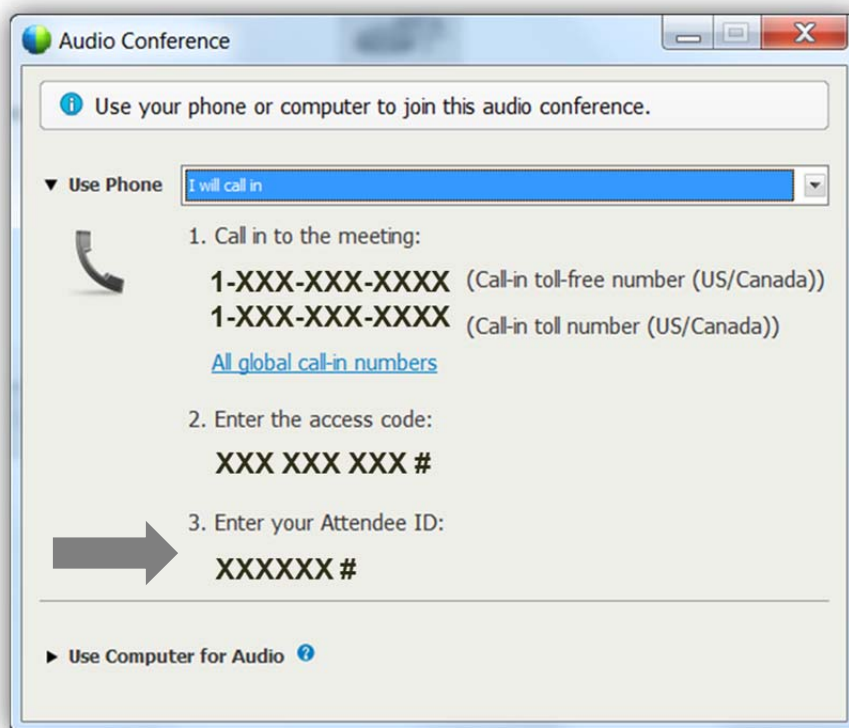 Audio Conference
Use your phone or computer to join this audio conference.
Use Phone
I will call in
1. Call in to the meeting:
1-XXX-XXX-XXXX (Call-in toll-free number (US/Canada))
1-XXX-XXX-XXXX (Call-in toll number (US/Canada))
All global call-in numbers
2. Enter the access code:
XXX XXX XXX #
3. Enter your Attendee ID:
XXXXXX #
Use Computer for Audio